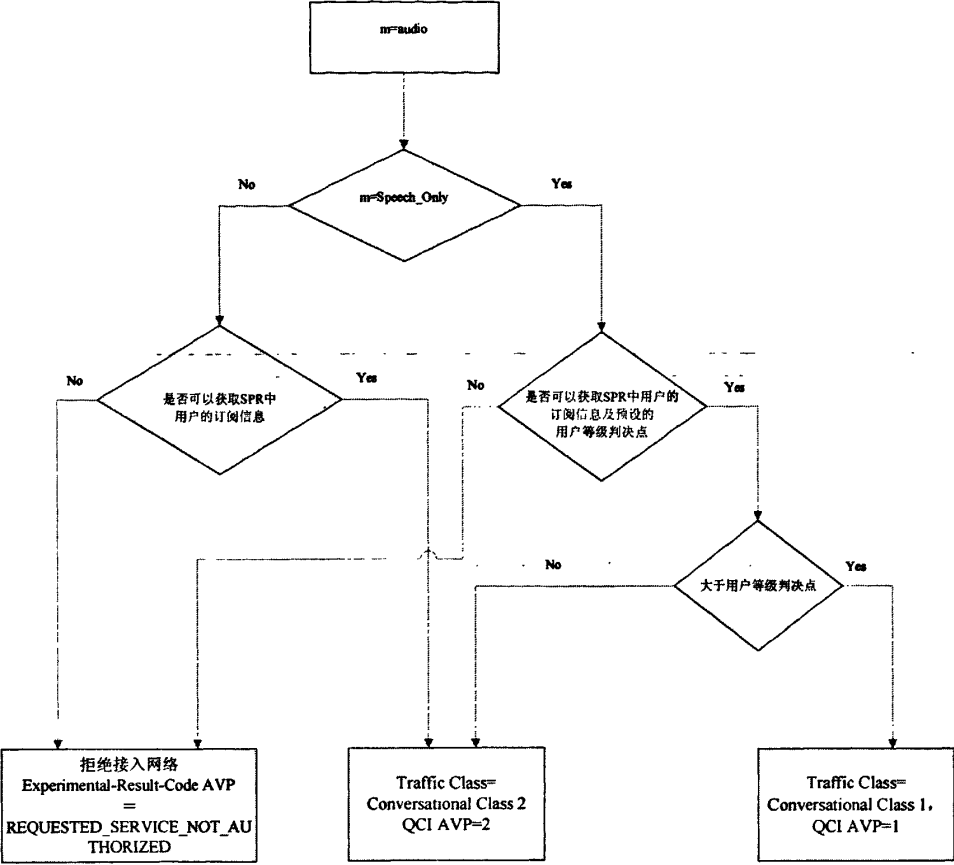 m=audio
No
m=Speech_Only
Yes
No
是否可以获取SPR中
用户的订阅信息
Yes
No
是否可以获取SPR中用户的
订阅信息及预设的
用户等级判决点
Yes
No
大于用户等级判决点
Yes
拒绝接入网络
Experimental-Result-Code AVP
=
REQUESTED_SERVICE_NOT_AU
THORIZED
Traffic Class=
Conversational Class 2
QCI AVP=2
Traffic Class=
Conversational Class 1,
QCI AVP=1